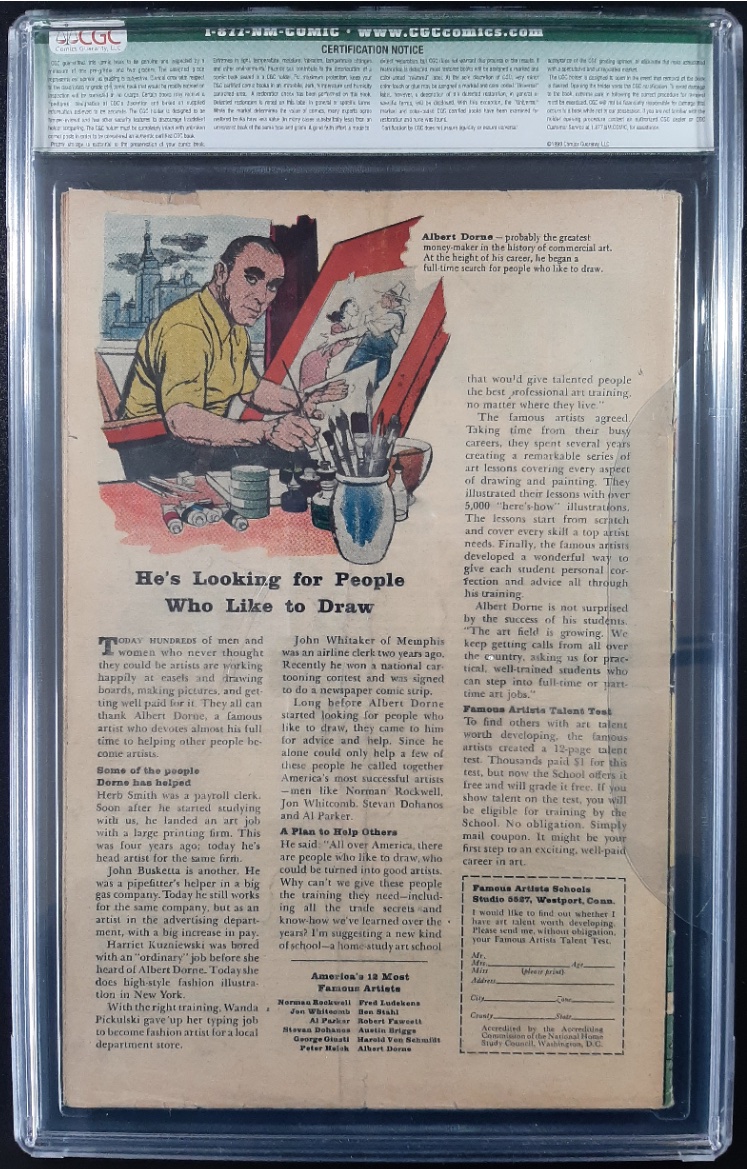 CGC
Comics Guaranty, LLC
1-877-NM-COMIC • www.CGCcomics.com
CERTIFICATION NOTICE
Albert Dorne — probably the greatest
money-maker in the history of commercial art.
At the height of his career, he began a
full-time search for people who like to draw.
He's Looking for People
Who Like to Draw
TODAY HUNDREDS of men and
women who never thought
they could be artists are working
happily at easels and drawing
boards, making pictures, and get-
ting well paid for it. They all can
thank Albert Dorne, a famous
artist who devotes almost his full
time to helping other people be-
come artists.
Some of the people
Dorne has helped
Herb Smith was a payroll clerk.
Soon after he started studying
with us, he landed an art job
with a large printing firm. This
was four years ago; today he's
head artist for the same firm.
John Busketta is another. He
was a pipefitter's helper in a big
gas company. Today he still works
for the same company, but as an
artist in the advertising depart-
ment, with a big increase in pay.
Harriet Kuzniewski was bored
with an "ordinary" job before she
heard of Albert Dorne. Today she
does high-style fashion illustra-
tion in New York.
With the right training, Wanda
Pickulski gave up her typing job
to become fashion artist for a local
department store.
John Whitaker of Memphis
was an airline clerk two years ago.
Recently he won a national car-
tooning contest and was signed
to do a newspaper comic strip.
Long before Albert Dorne
started looking for people who
like to draw, they came to him
for advice and help. Since he
alone could only help a few of
these people he called together
America's most successful artists
—men like Norman Rockwell,
Jon Whitcomb, Stevan Dohanos
and Al Parker.
A Plan to Help Others
He said: "All over America, there
are people who like to draw, who
could be turned into good artists.
Why can't we give these people
the training they need—includ-
ing all the trade secrets and
know-how we've learned over the
years? I'm suggesting a new kind
of school—a home study art school
America's 12 Most
Famous Artists
Norman Rockwell Fred Ludekens
Jon Whitcomb Ben Stahl
Al Parker Robert Fawcett
Stevan Dohanos Austin Briggs
George Giusti Harold Von Schmidt
Peter Helck Albert Dorne
that would give talented people
the best professional art training,
no matter where they live."
The famous artists agreed.
Taking time from their busy
careers, they spent several years
creating a remarkable series of
art lessons covering every aspect
of drawing and painting. They
illustrated their lessons with over
5,000 "here's-how" illustrations.
The lessons start from scratch
and cover every skill a top artist
needs. Finally, the famous artists
developed a wonderful way to
give each student personal cor-
rection and advice all through
his training.
Albert Dorne is not surprised
by the success of his students.
"The art field is growing. We
keep getting calls from all over
the country, asking us for prac-
tical, well-trained students who
can step into full-time or part-
time art jobs."
Famous Artists Talent Test
To find others with art talent
worth developing, the famous
artists created a 12-page talent
test. Thousands paid $1 for this
test, but now the School offers it
free and will grade it free. If you
show talent on the test, you will
be eligible for training by the
School. No obligation. Simply
mail coupon. It might be your
first step to an exciting, well-paid
career in art.
Famous Artists Schools
Studio 5527, Westport, Conn.
I would like to find out whether I
have art talent worth developing.
Please send me, without obligation,
your Famous Artists Talent Test.
Mr.
Mrs. Age
Miss (please print)
Address
City Zone
County State
Accredited by the Accrediting
Commission of the National Home
Study Council, Washington, D.C.